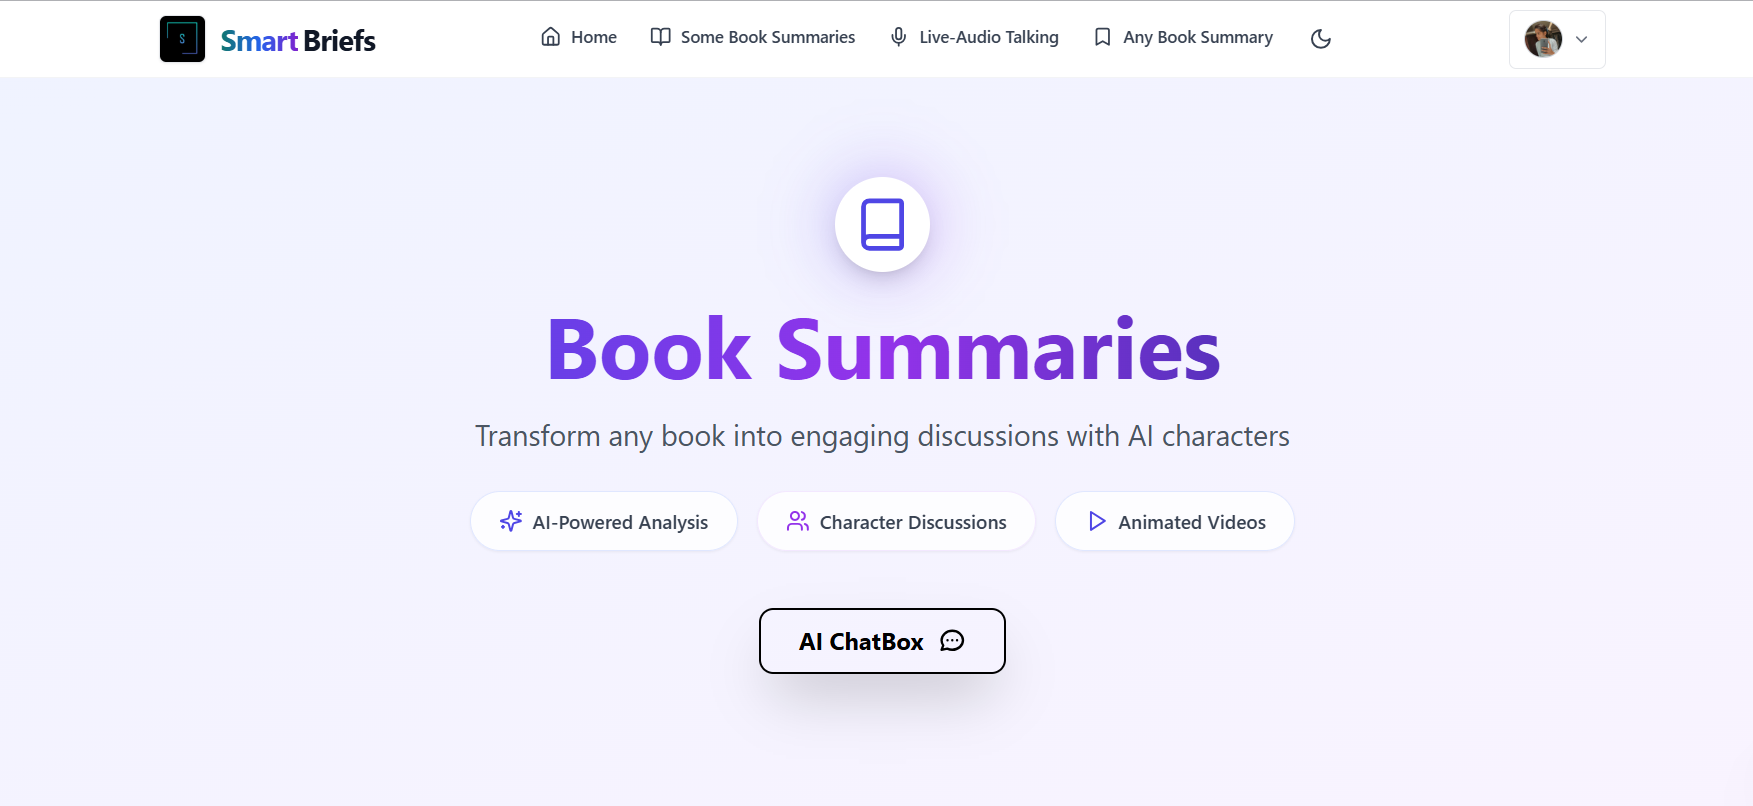 S
Smart Briefs
Home
Some Book Summaries
Live-Audio Talking
Any Book Summary
Book Summaries
Transform any book into engaging discussions with AI characters
AI-Powered Analysis
Character Discussions
Animated Videos
AI ChatBox